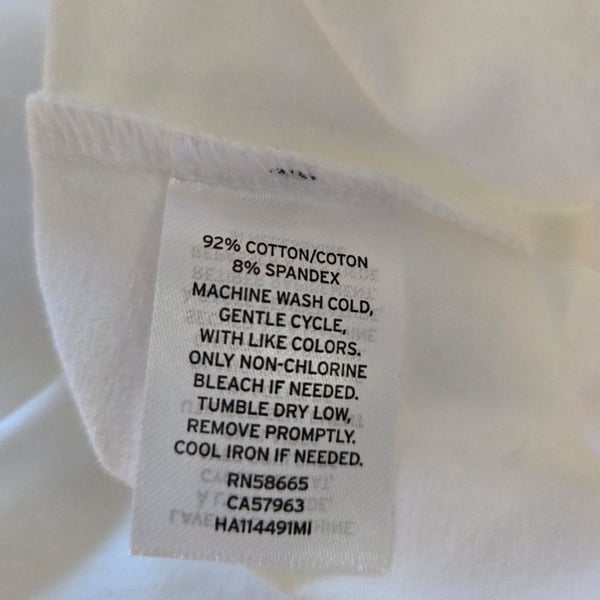 92% COTTON/COTON
8% SPANDEX
MACHINE WASH COLD,
GENTLE CYCLE,
WITH LIKE COLORS.
ONLY NON-CHLORINE
BLEACH IF NEEDED.
TUMBLE DRY LOW,
REMOVE PROMPTLY.
COOL IRON IF NEEDED.
RN58665
CA57963
HA114491MI